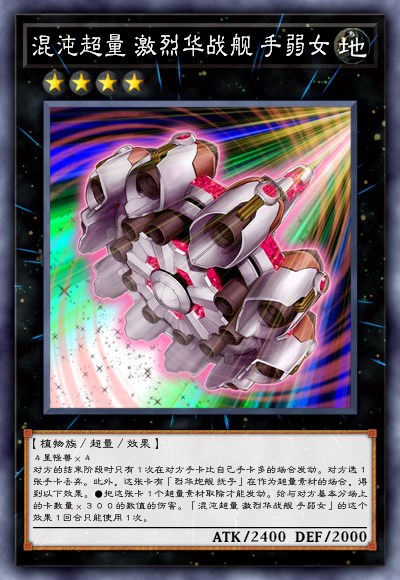 混沌超量 激烈华战舰 手弱女
地
【植物族／超量／效果】
4星怪兽×4
对方的结束阶段时只有1次在对方手卡比自己手卡多的场合发动。对方选1
张手卡丢弃。此外，这张卡有「烈华炮舰 抚子」在作为超量素材的场合，得
到以下效果。●把这张卡1个超量素材取除才能发动。给与对方基本分场上
的卡数量×300的数值的伤害。「混沌超量 激烈华战舰 手弱女」的这个
效果1回合只能使用1次。
ATK/2400 DEF/2000